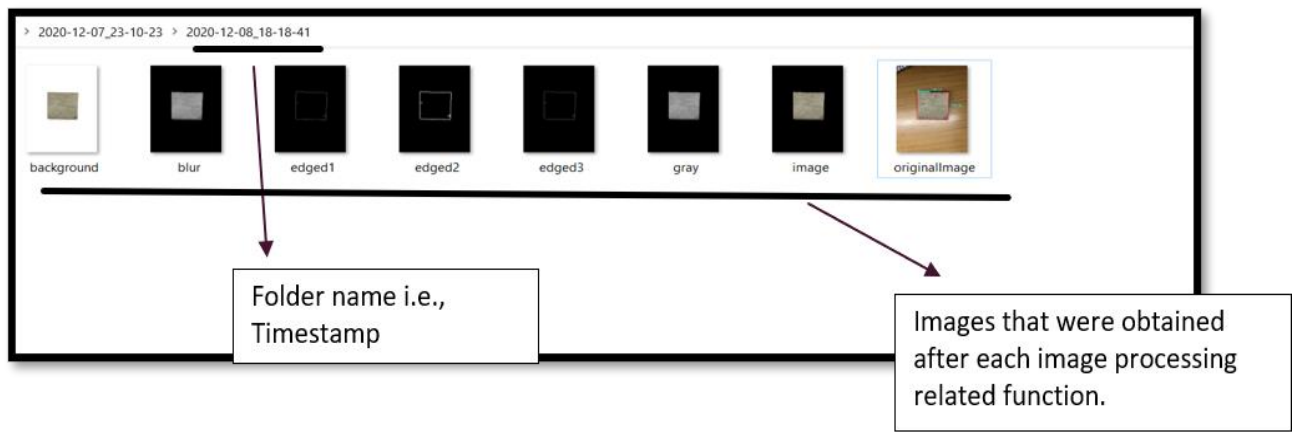 > 2020-12-07_23-10-23 > 2020-12-08_18-18-41
background blur edged1 edged2 edged3 gray image originalImage
Folder name i.e.,
Timestamp
Images that were obtained
after each image processing
related function.